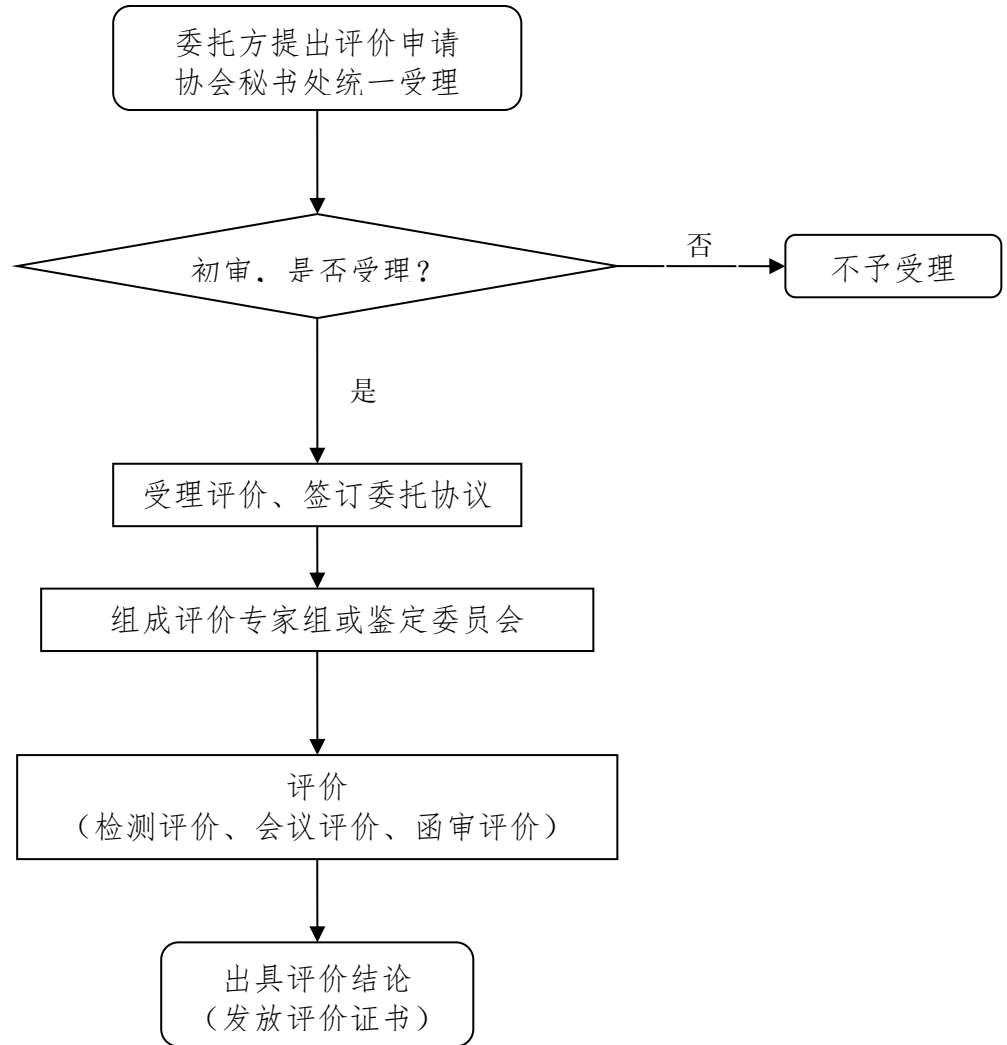 委托方提出评价申请
协会秘书处统一受理
初审，是否受理？
否
不予受理
是
受理评价、签订委托协议
组成评价专家组或鉴定委员会
评价
（检测评价、会议评价、函审评价）
出具评价结论
（发放评价证书）